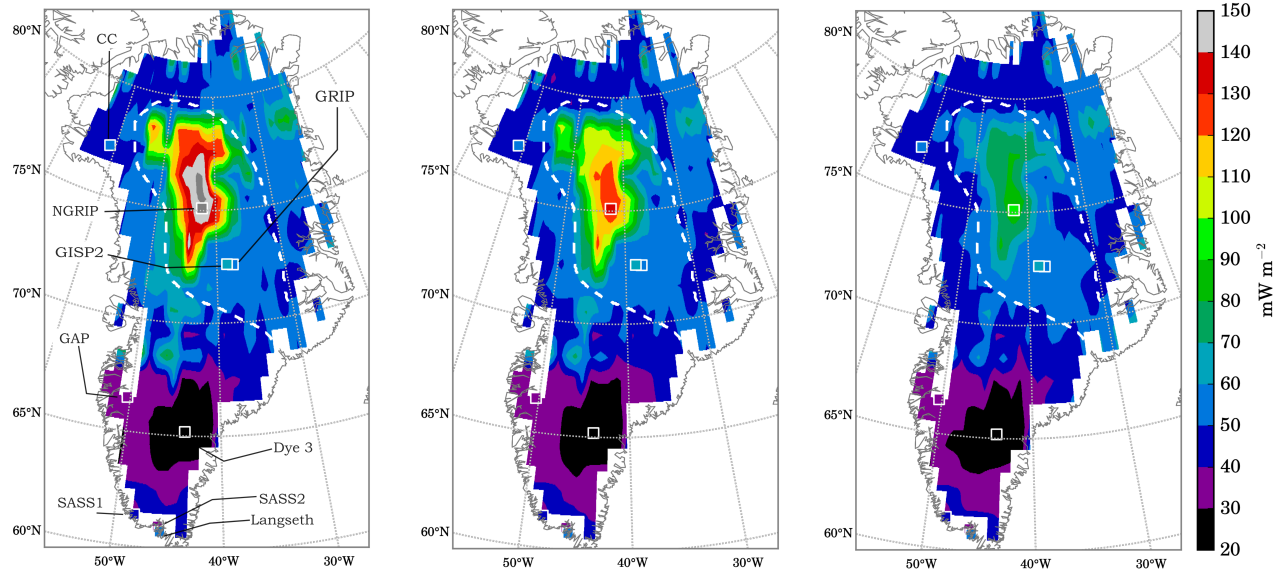 80°N
75°N
70°N
65°N
60°N
50°W
40°W
30°W
CC
GRIP
NGRIP
GISP2
GAP
Dye 3
SASS1
SASS2
Langseth
80°N
75°N
70°N
65°N
60°N
50°W
40°W
30°W
80°N
75°N
70°N
65°N
60°N
50°W
40°W
30°W
150
140
130
120
110
100
90
80
70
60
50
40
30
20
mW m⁻²